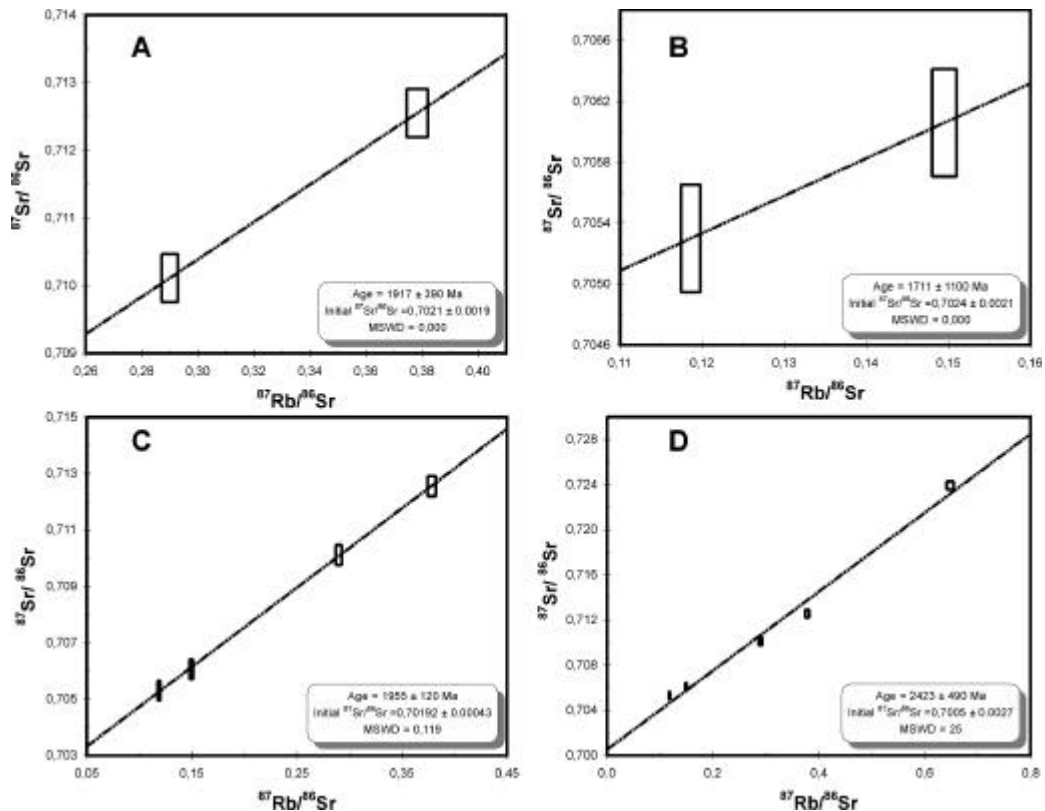 A
0,714
0,713
0,712
0,711
0,710
0,709
⁸⁷Sr/ ⁸⁶Sr
0,26 0,28 0,30 0,32 0,34 0,36 0,38 0,40
⁸⁷Rb/⁸⁶Sr
Age = 1917 ± 390 Ma
Initial ⁸⁷Sr/⁸⁶Sr =0,7021 ± 0,0019
MSWD = 0,000
B
0,7066
0,7062
0,7058
0,7054
0,7050
0,7046
⁸⁷Sr/ ⁸⁶Sr
0,11 0,12 0,13 0,14 0,15 0,16
⁸⁷Rb/⁸⁶Sr
Age = 1711 ± 1100 Ma
Initial ⁸⁷Sr/⁸⁶Sr =0,7024 ± 0,0021
MSWD = 0,000
C
0,715
0,713
0,711
0,709
0,707
0,705
0,703
⁸⁷Sr/ ⁸⁶Sr
0.05 0.15 0.25 0,35 0.45
⁸⁷Rb/⁸⁶Sr
Age = 1955 ± 120 Ma
Initial ⁸⁷Sr/⁸⁶Sr =0,70192 ± 0,00043
MSWD = 0,119
D
0,728
0,724
0,720
0,716
0,712
0,708
0,704
0,700
⁸⁷Sr/ ⁸⁶Sr
0.0 0,2 0,4 0,6 0.8
⁸⁷Rb/⁸⁶Sr
Age = 2423 ± 490 Ma
Initial ⁸⁷Sr/⁸⁶Sr =0,7005 ± 0,0027
MSWD = 25